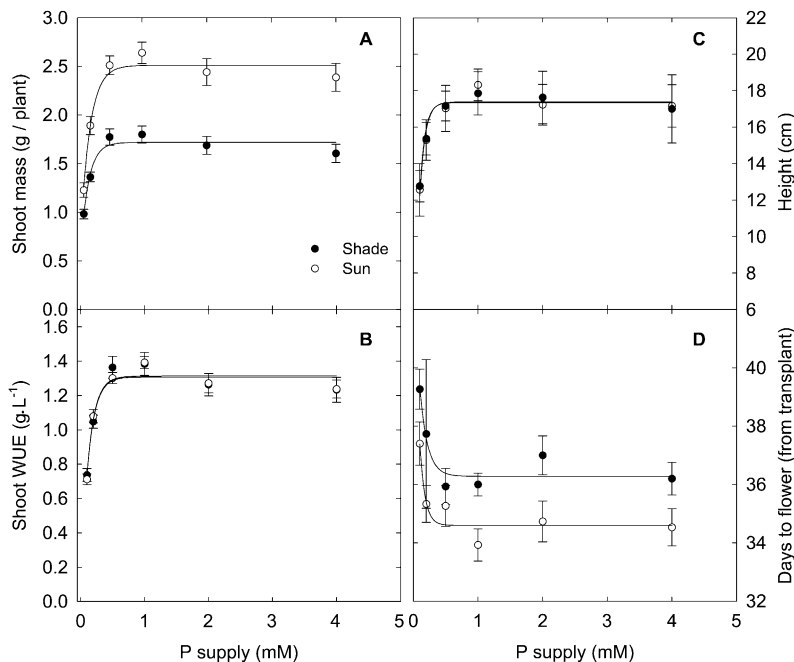 A
Shoot mass (g / plant)
3.0
2.5
2.0
1.5
1.0
0.5
0.0
Shade
Sun
C
Height (cm)
22
20
18
16
14
12
10
8
6
B
Shoot WUE (g·L-1)
1.6
1.4
1.2
1.0
0.8
0.6
0.4
0.2
0.0
0 1 2 3 4 5
P supply (mM)
D
Days to flower (from transplant)
40
38
36
34
32
0 1 2 3 4 5
P supply (mM)